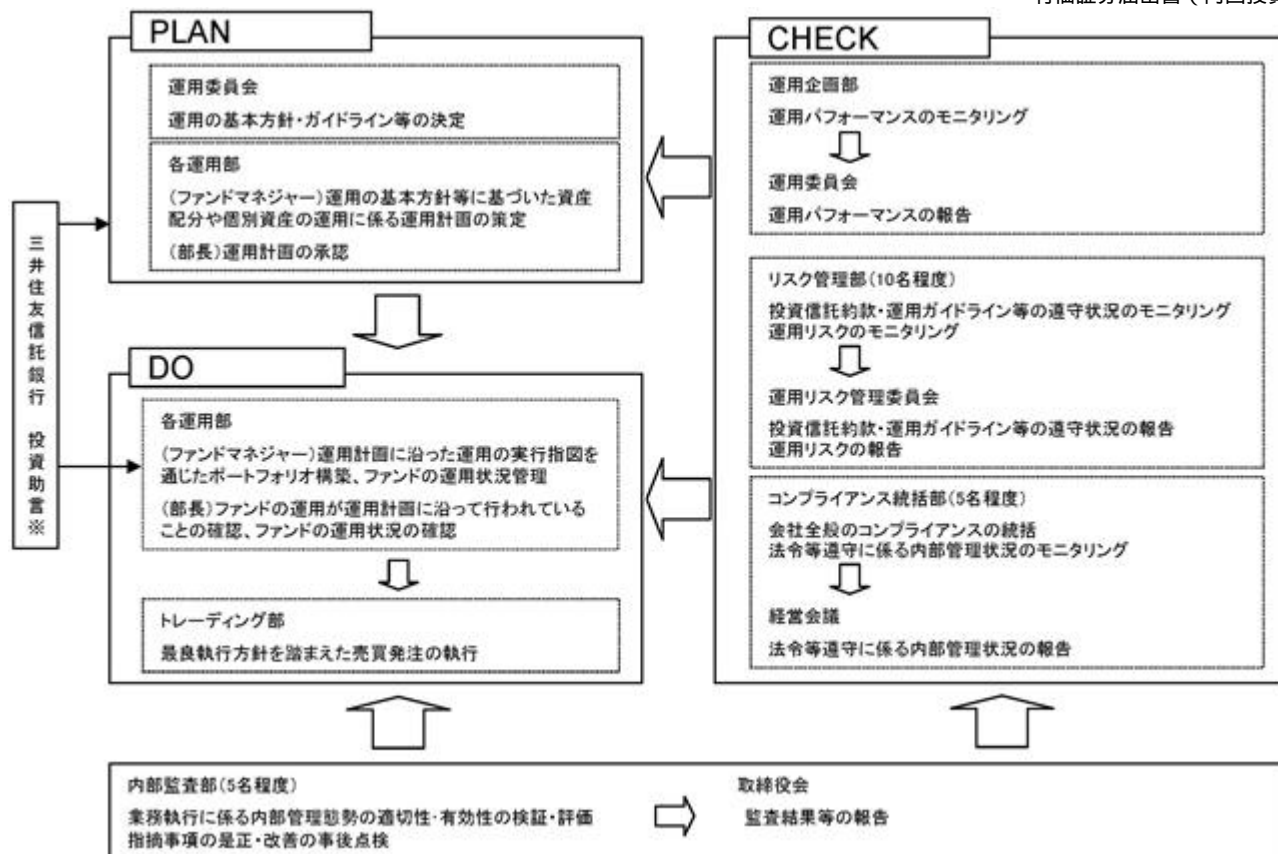 PLAN
運用委員会
運用の基本方針・ガイドライン等の決定
各運用部
(ファンドマネジャー)運用の基本方針等に基づいた資産
配分や個別資産の運用に係る運用計画の策定
(部長)運用計画の承認
三井住友信託銀行 投資助言※
DO
各運用部
(ファンドマネジャー)運用計画に沿った運用の実行指図を
通じたポートフォリオ構築、ファンドの運用状況管理
(部長)ファンドの運用が運用計画に沿って行われている
ことの確認、ファンドの運用状況の確認
トレーディング部
最良執行方針を踏まえた売買発注の執行
CHECK
運用企画部
運用パフォーマンスのモニタリング
運用委員会
運用パフォーマンスの報告
リスク管理部(10名程度)
投資信託約款・運用ガイドライン等の遵守状況のモニタリング
運用リスクのモニタリング
運用リスク管理委員会
投資信託約款・運用ガイドライン等の遵守状況の報告
運用リスクの報告
コンプライアンス統括部(5名程度)
会社全般のコンプライアンスの統括
法令等遵守に係る内部管理状況のモニタリング
経営会議
法令等遵守に係る内部管理状況の報告
内部監査部(5名程度)
業務執行に係る内部管理態勢の適切性・有効性の検証・評価
指摘事項の是正・改善の事後点検
取締役会
監査結果等の報告